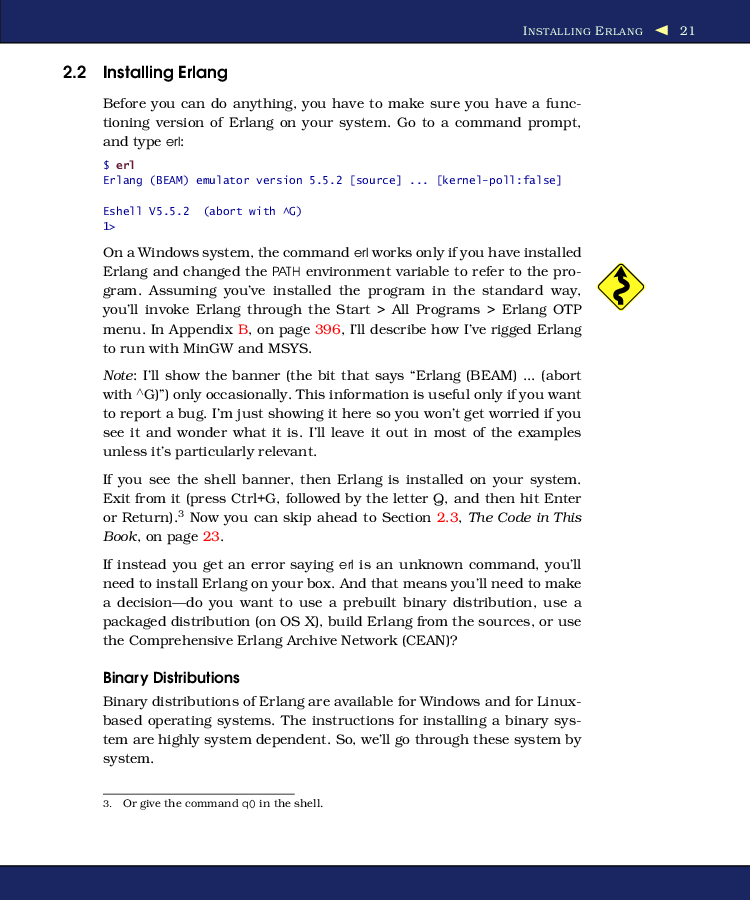 INSTALLING ERLANG ◀ 21
2.2 Installing Erlang
Before you can do anything, you have to make sure you have a func-
tioning version of Erlang on your system. Go to a command prompt,
and type erl:
$ erl
Erlang (BEAM) emulator version 5.5.2 [source] ... [kernel-poll:false]
Eshell V5.5.2 (abort with ^G)
1>
On a Windows system, the command erl works only if you have installed
Erlang and changed the PATH environment variable to refer to the pro-
gram. Assuming you've installed the program in the standard way,
you'll invoke Erlang through the Start > All Programs > Erlang OTP
menu. In Appendix B, on page 396, I'll describe how I've rigged Erlang
to run with MinGW and MSYS.
Note: I'll show the banner (the bit that says “Erlang (BEAM) ... (abort
with ^G)”) only occasionally. This information is useful only if you want
to report a bug. I'm just showing it here so you won't get worried if you
see it and wonder what it is. I'll leave it out in most of the examples
unless it's particularly relevant.
If you see the shell banner, then Erlang is installed on your system.
Exit from it (press Ctrl+G, followed by the letter Q, and then hit Enter
or Return).3 Now you can skip ahead to Section 2.3, The Code in This
Book, on page 23.
If instead you get an error saying erl is an unknown command, you'll
need to install Erlang on your box. And that means you'll need to make
a decision—do you want to use a prebuilt binary distribution, use a
packaged distribution (on OS X), build Erlang from the sources, or use
the Comprehensive Erlang Archive Network (CEAN)?
Binary Distributions
Binary distributions of Erlang are available for Windows and for Linux-
based operating systems. The instructions for installing a binary sys-
tem are highly system dependent. So, we'll go through these system by
system.
3. Or give the command q() in the shell.